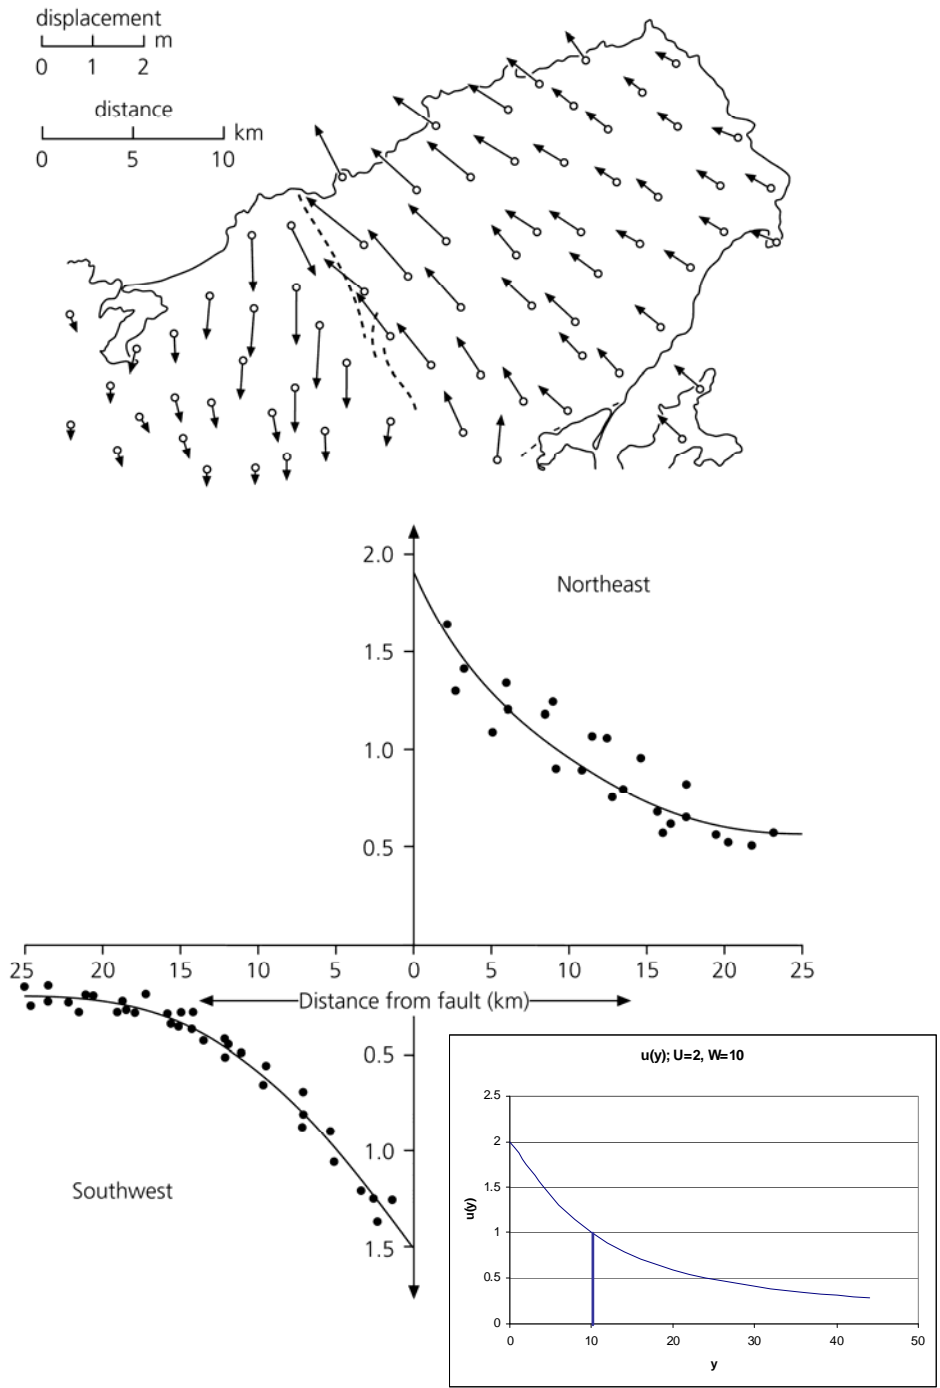 displacement
m
0 1 2
distance
km
0 5 10
2.0
Northeast
1.5
1.0
0.5
25 20 15 10 5 0 5 10 15 20 25
Distance from fault (km)
0.5
1.0
Southwest
1.5
u(y); U=2, W=10
2.5
2
1.5
1
0.5
0
u(y)
0 10 20 30 40 50
y